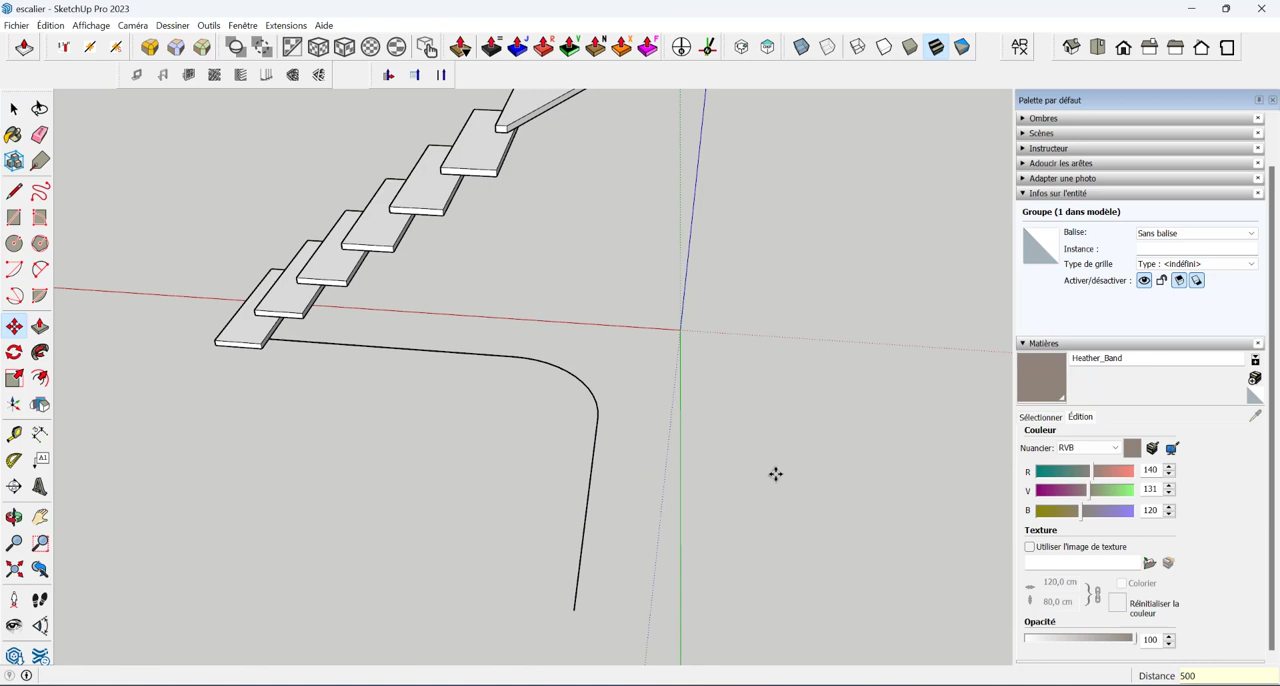 escalier - SketchUp Pro 2023
Fichier Édition Affichage Caméra Dessiner Outils Fenêtre Extensions Aide
Palette par défaut
Ombres
Scènes
Instructeur
Adoucir les arêtes
Adapter une photo
Infos sur l'entité
Groupe (1 dans modèle)
Balise: Sans balise
Instance :
Type de grille Type : <indéfini>
Activer/désactiver :
Matières
Heather_Band
Sélectionner Édition
Couleur
Nuancier: RVB
R 140
V 131
B 120
Texture
Utiliser l'image de texture
120,0 cm Colorier
80,0 cm Réinitialiser la
couleur
Opacité
100
Distance 500